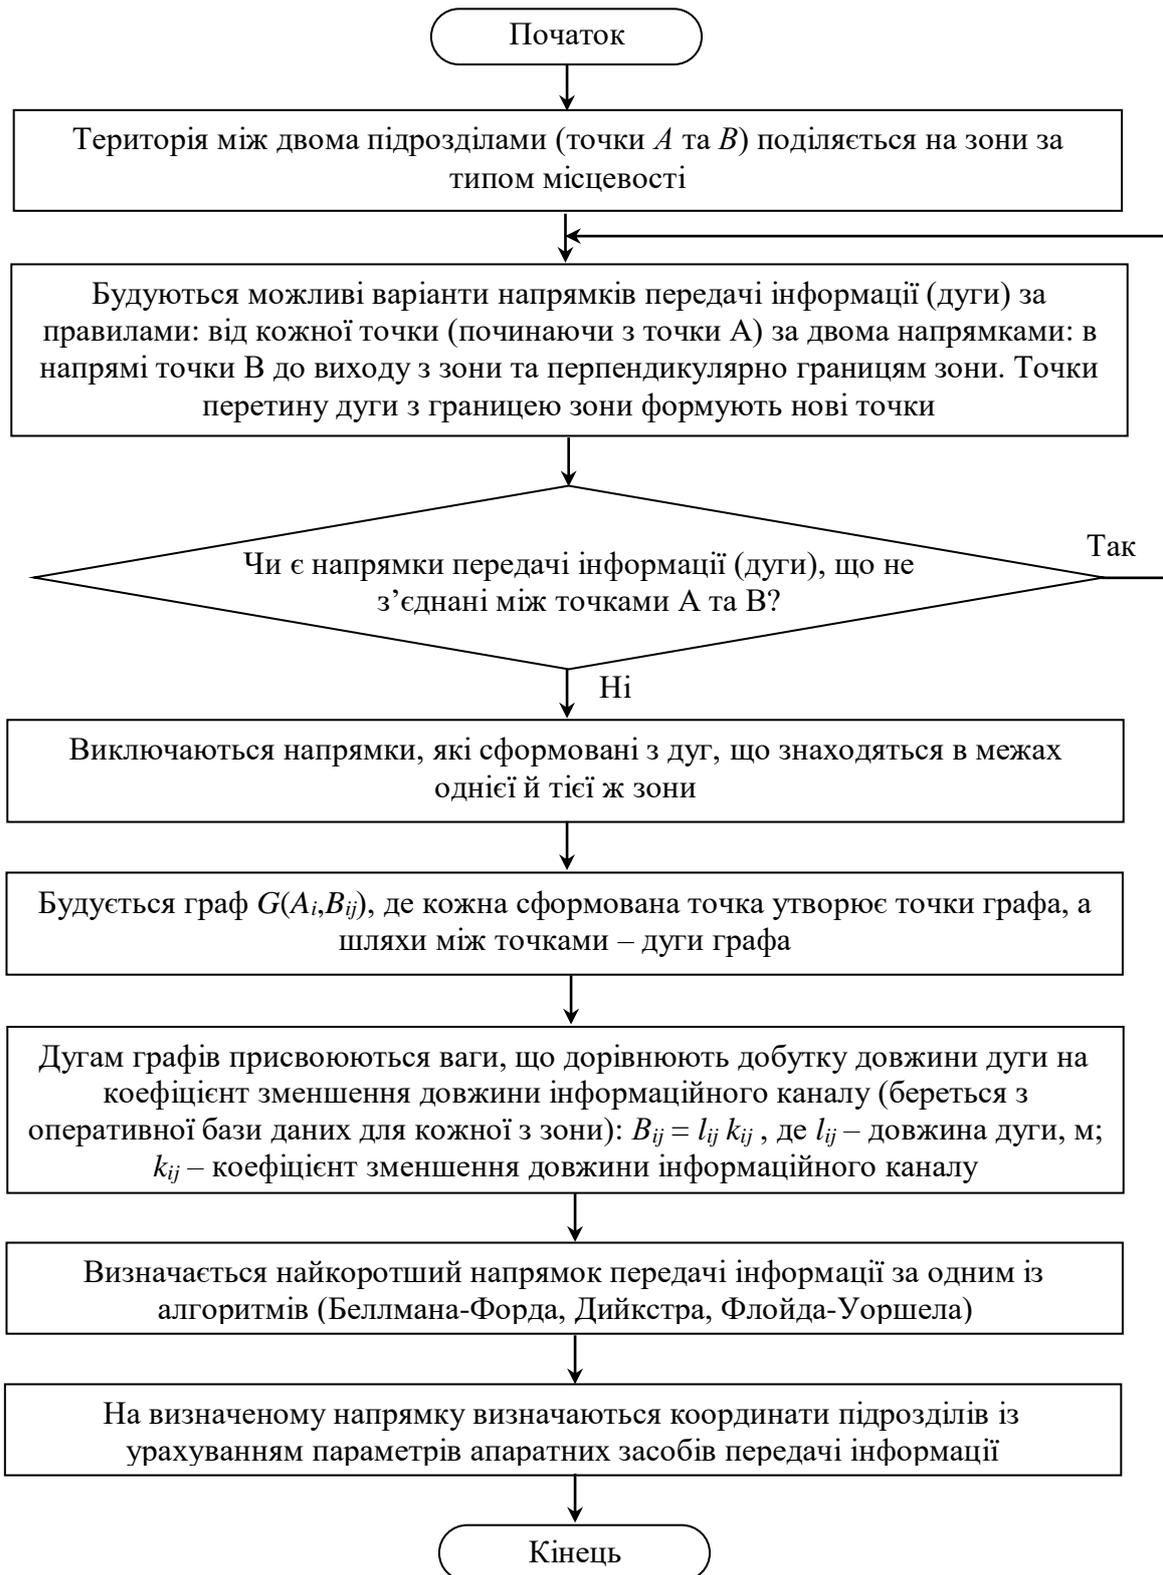 Початок
Територія між двома підрозділами (точки A та B) поділяється на зони за
типом місцевості
Будуються можливі варіанти напрямків передачі інформації (дуги) за
правилами: від кожної точки (починаючи з точки А) за двома напрямками: в
напрямі точки В до виходу з зони та перпендикулярно границям зони. Точки
перетину дуги з границею зони формують нові точки
Чи є напрямки передачі інформації (дуги), що не
з’єднані між точками А та В?
Так
Ні
Виключаються напрямки, які сформовані з дуг, що знаходяться в межах
однієї й тієї ж зони
Будується граф G(Ai,Bij), де кожна сформована точка утворює точки графа, а
шляхи між точками – дуги графа
Дугам графів присвоюються ваги, що дорівнюють добутку довжини дуги на
коефіцієнт зменшення довжини інформаційного каналу (береться з
оперативної бази даних для кожної з зони): Bij = lij kij , де lij – довжина дуги, м;
kij – коефіцієнт зменшення довжини інформаційного каналу
Визначається найкоротший напрямок передачі інформації за одним із
алгоритмів (Беллмана-Форда, Дийкстра, Флойда-Уоршела)
На визначеному напрямку визначаються координати підрозділів із
урахуванням параметрів апаратних засобів передачі інформації
Кінець